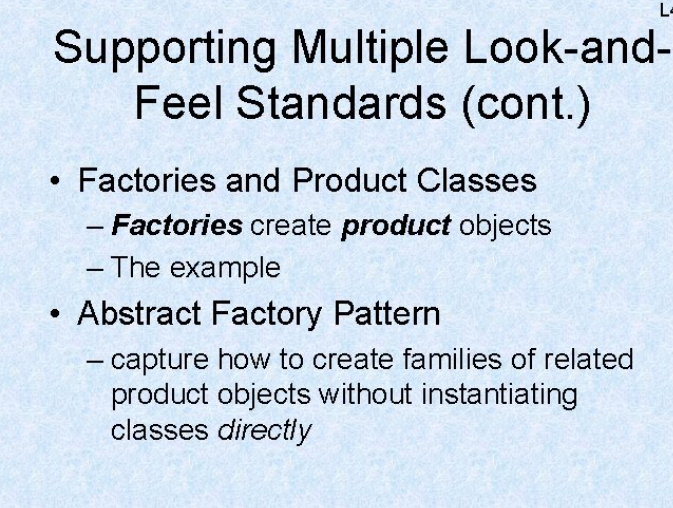 L4
Supporting Multiple Look-and-
Feel Standards (cont.)
• Factories and Product Classes
– Factories create product objects
– The example
• Abstract Factory Pattern
– capture how to create families of related
product objects without instantiating
classes directly